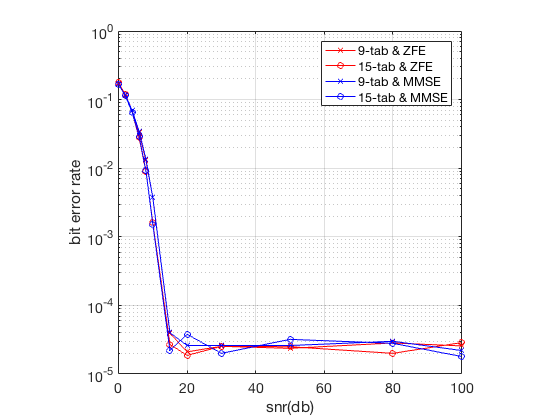 10^0
10^-1
10^-2
10^-3
10^-4
10^-5
bit error rate
9-tab & ZFE
15-tab & ZFE
9-tab & MMSE
15-tab & MMSE
0 20 40 60 80 100
snr(db)